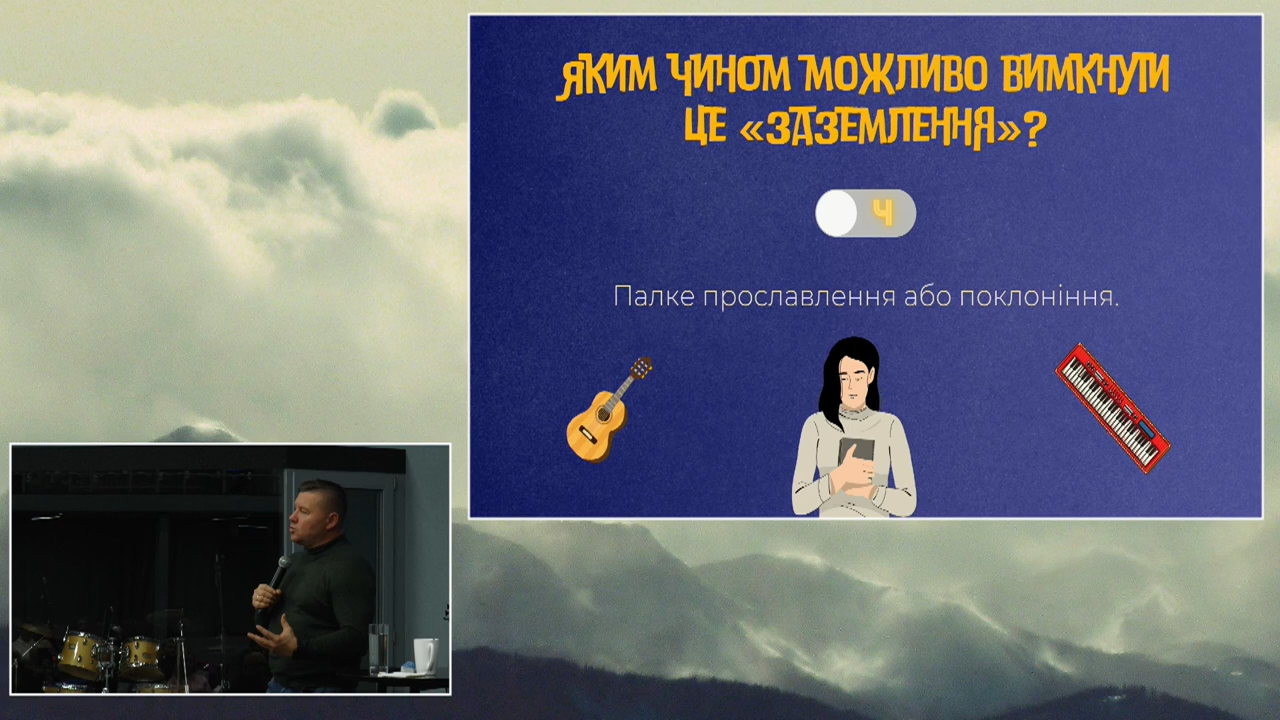 ЯКИМ ЧИНОМ МОЖЛИВО ВИМКНУТИ
ЦЕ «ЗАЗЕМЛЕННЯ»?
Ч
Палке прославлення або поклоніння.